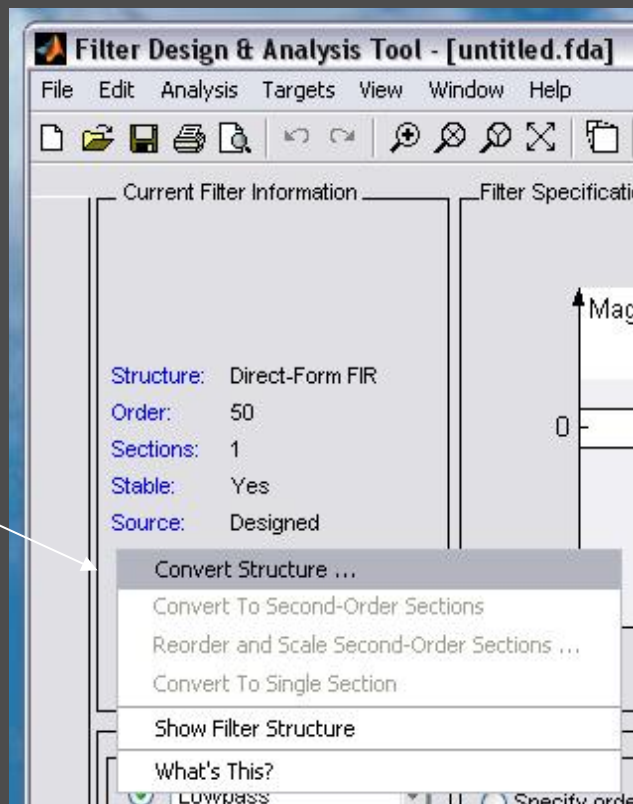 Filter Design & Analysis Tool - [untitled.fda]
File Edit Analysis Targets View Window Help
Current Filter Information
Filter
Mag
Structure: Direct-Form FIR
Order: 50
0
Sections: 1
Stable: Yes
Source: Designed
Convert Structure ...
Convert To Second-Order Sections
Reorder and Scale Second-Order Sections ...
Convert To Single Section
Show Filter Structure
What's This?
Lowpass
Specify